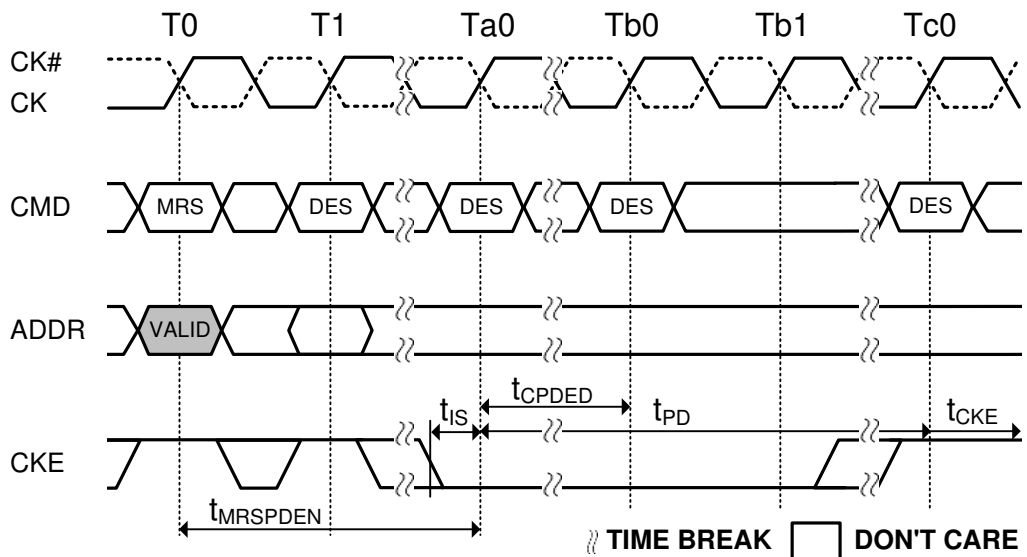 T0 T1 Ta0 Tb0 Tb1 Tc0
CK#
CK
CMD MRS DES DES DES DES
ADDR VALID
tCPDED
tIS tPD tCKE
CKE
tMRSPDEN
TIME BREAK DON'T CARE